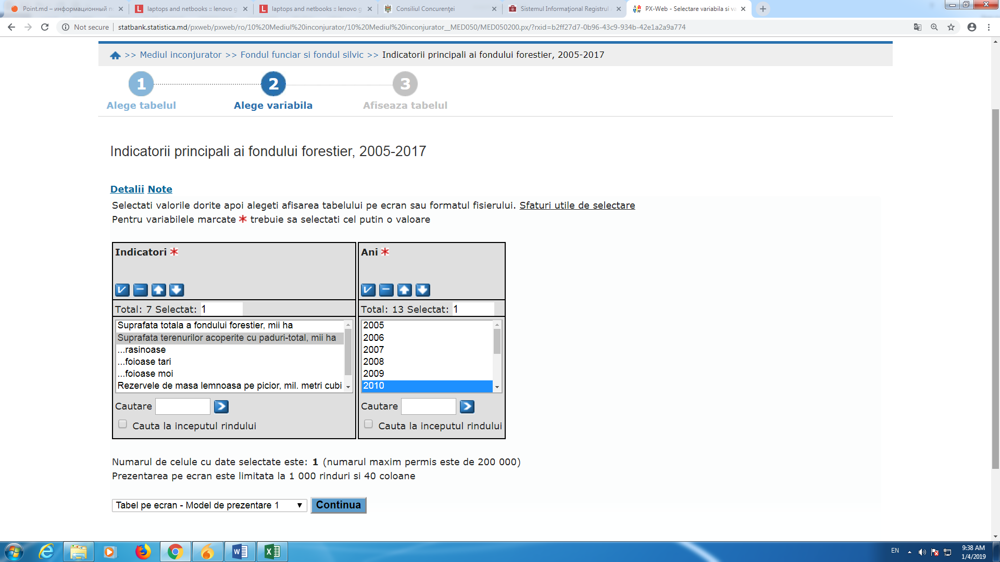 Point.md – информационный п
laptops and netbooks :: lenovo g
laptops and netbooks :: lenovo g
Consiliul Concurenței
Sistemul Informațional Registrul
PX-Web - Selectare variabila si va
Not secure
statbank.statistica.md/pxweb/pxweb/ro/10%20Mediul%20inconjurator/10%20Mediul%20inconjurator__MED050/MED050200.px/?rxid=b2ff27d7-0b96-43c9-934b-42e1a2a9a774
>> Mediul inconjurator >> Fondul funciar si fondul silvic >> Indicatorii principali ai fondului forestier, 2005-2017
1
2
3
Alege tabelul
Alege variabila
Afiseaza tabelul
Indicatorii principali ai fondului forestier, 2005-2017
Detalii Note
Selectati valorile dorite apoi alegeti afisarea tabelului pe ecran sau formatul fisierului. Sfaturi utile de selectare
Pentru variabilele marcate * trebuie sa selectati cel putin o valoare
Indicatori *
Total: 7 Selectat: 1
Suprafata totala a fondului forestier, mii ha
Suprafata terenurilor acoperite cu paduri-total, mii ha
...rasinoase
...foioase tari
...foioase moi
Rezervele de masa lemnoasa pe picior, mil. metri cubi
Cautare
Cauta la inceputul rindului
Ani *
Total: 13 Selectat: 1
2005
2006
2007
2008
2009
2010
Cautare
Cauta la inceputul rindului
Numarul de celule cu date selectate este: 1 (numarul maxim permis este de 200 000)
Prezentarea pe ecran este limitata la 1 000 rinduri si 40 coloane
Tabel pe ecran - Model de prezentare 1
Continua
EN
9:38 AM
1/4/2019